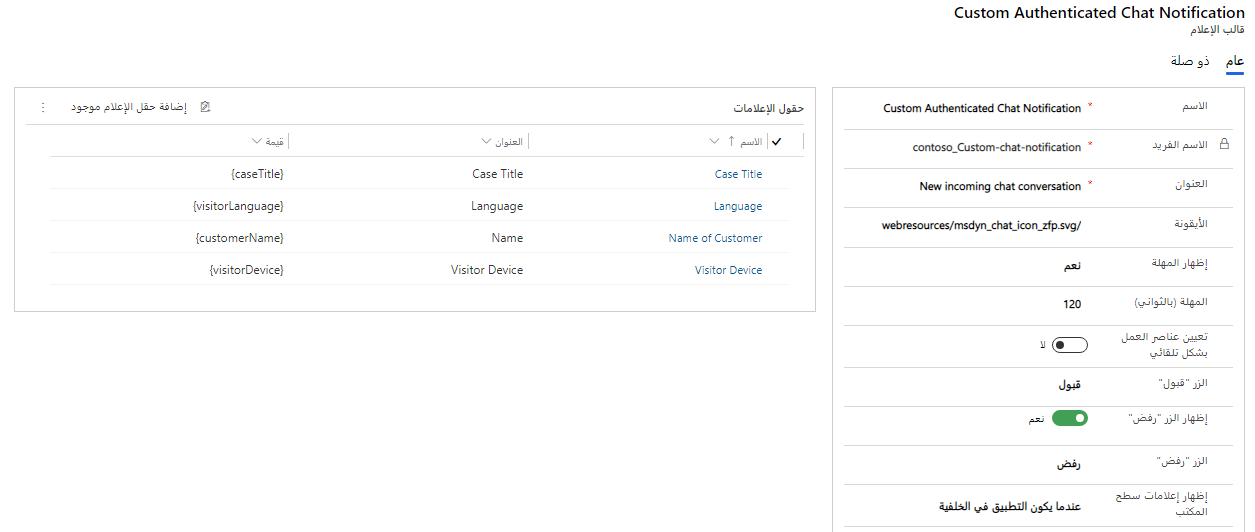 Custom Authenticated Chat Notification
قالب الإعلام
عام ذو صلة
الاسم * Custom Authenticated Chat Notification
الاسم الفريد * contoso_Custom-chat-notification
العنوان * New incoming chat conversation
الأيقونة webresources/msdyn_chat_icon_zfp.svg/
إظهار المهلة نعم
المهلة (بالثواني) 120
تعيين عناصر العمل
بشكل تلقائي لا
الزر "قبول" قبول
إظهار الزر "رفض" نعم
الزر "رفض" رفض
إظهار إعلامات سطح
المكتب عندما يكون التطبيق في الخلفية
حقول الإعلامات إضافة حقل الإعلام موجود
الاسم العنوان قيمة
Case Title Case Title {caseTitle}
Language Language {visitorLanguage}
Name of Customer Name {customerName}
Visitor Device Visitor Device {visitorDevice}